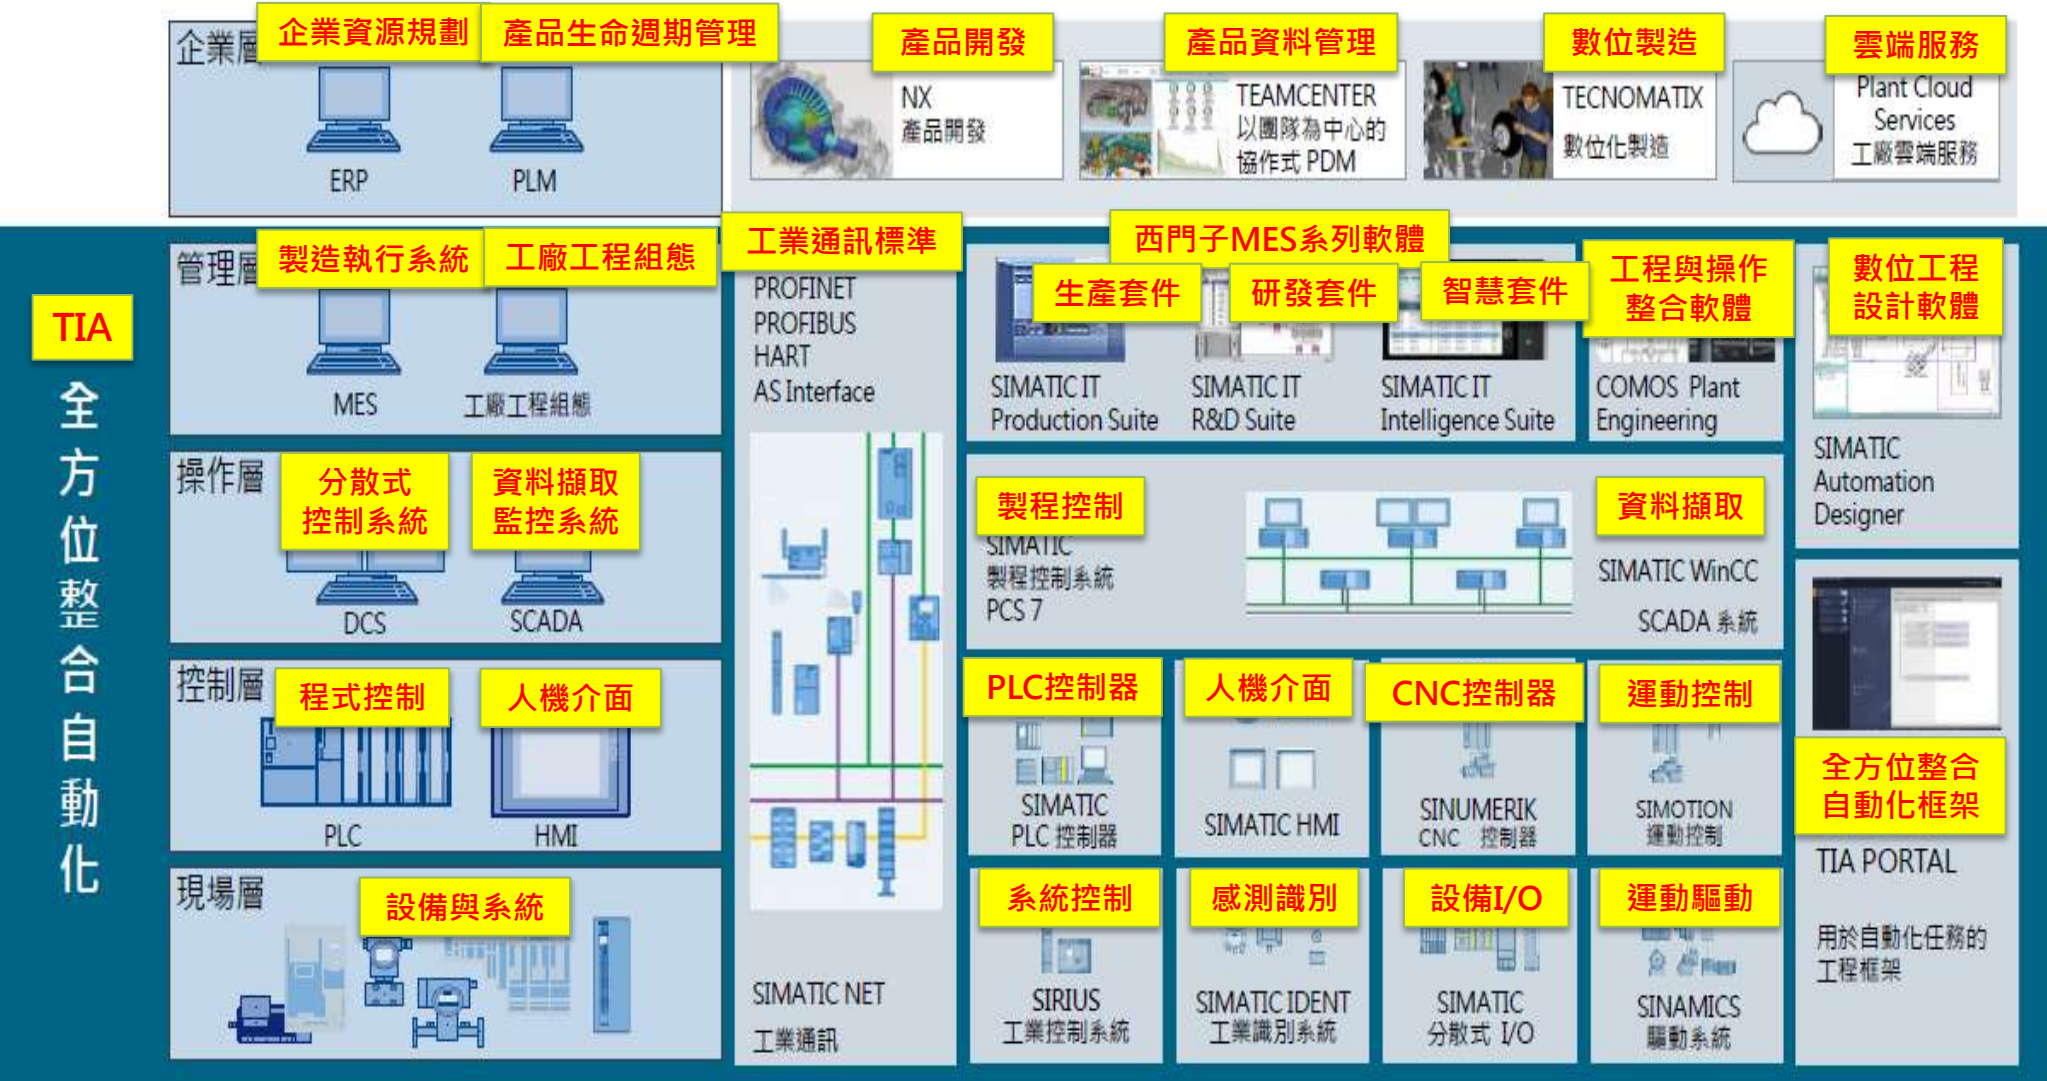 企業層
企業資源規劃
產品生命週期管理
ERP
PLM
產品開發
NX
產品開發
產品資料管理
TEAMCENTER
以團隊為中心的
協作式 PDM
數位製造
TECNOMATIX
數位化製造
雲端服務
Plant Cloud
Services
工廠雲端服務
TIA
全方位整合自動化
管理層
製造執行系統
工廠工程組態
MES
工廠工程組態
操作層
分散式
控制系統
資料擷取
監控系統
DCS
SCADA
控制層
程式控制
人機介面
PLC
HMI
現場層
設備與系統
工業通訊標準
PROFINET
PROFIBUS
HART
AS Interface
SIMATIC NET
工業通訊
西門子MES系列軟體
生產套件
研發套件
智慧套件
SIMATIC IT
Production Suite
SIMATIC IT
R&D Suite
SIMATIC IT
Intelligence Suite
工程與操作
整合軟體
COMOS Plant
Engineering
數位工程
設計軟體
SIMATIC
Automation
Designer
製程控制
SIMATIC
製程控制系統
PCS 7
資料擷取
SIMATIC WinCC
SCADA 系統
PLC控制器
SIMATIC
PLC 控制器
人機介面
SIMATIC HMI
CNC控制器
SINUMERIK
CNC 控制器
運動控制
SIMOTION
運動控制
系統控制
SIRIUS
工業控制系統
感測識別
SIMATIC IDENT
工業識別系統
設備I/O
SIMATIC
分散式 I/O
運動驅動
SINAMICS
驅動系統
全方位整合
自動化框架
TIA PORTAL
用於自動化任務的
工程框架